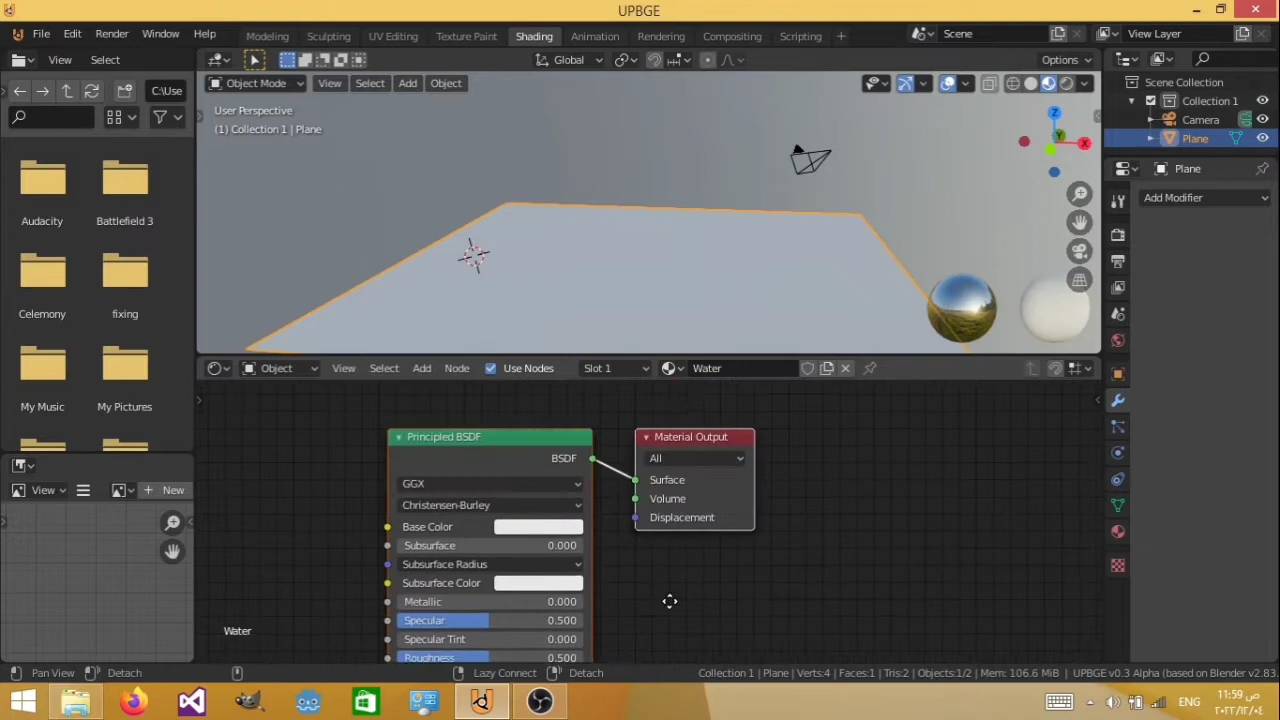 UPBGE
File Edit Render Window Help
Modeling Sculpting UV Editing Texture Paint Shading Animation Rendering Compositing Scripting
Scene View Layer
View Select
Global
Options
Object Mode View Select Add Object
C:\Use
User Perspective
(1) Collection 1 | Plane
Z
Y
X
Scene Collection
Collection 1
Camera
Plane
Plane
Add Modifier
Audacity Battlefield 3
Celemony fixing
My Music My Pictures
Object View Select Add Node Use Nodes Slot 1 Water
Principled BSDF
BSDF
GGX
Christensen-Burley
Base Color
Subsurface 0.000
Subsurface Radius
Subsurface Color
Metallic 0.000
Specular 0.500
Specular Tint 0.000
Roughness 0.500
Material Output
All
Surface
Volume
Displacement
View New
Water
Pan View Detach Lazy Connect Detach
Collection 1 | Plane | Verts:4 | Faces:1 | Tris:2 | Objects:1/2 | Mem: 106.6 MiB | UPBGE v0.3 Alpha (based on Blender v2.83
ENG
11:59 ص
٢٠٢٢/١٢/٠٤